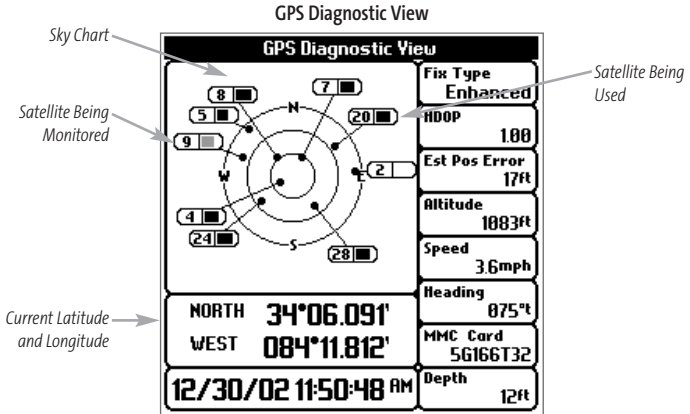 GPS Diagnostic View
Sky Chart
Satellite Being
Monitored
Current Latitude
and Longitude
Satellite Being
Used
GPS Diagnostic View
8
7
5
N
20
9
W
E
2
4
24
S
28
Fix Type
Enhanced
HDOP
1.00
Est Pos Error
17ft
Altitude
1083ft
Speed
3.6mph
Heading
075°t
MMC Card
5G166T32
Depth
12ft
NORTH 34°06.091'
WEST 084°11.812'
12/30/02 11:50:48 AM